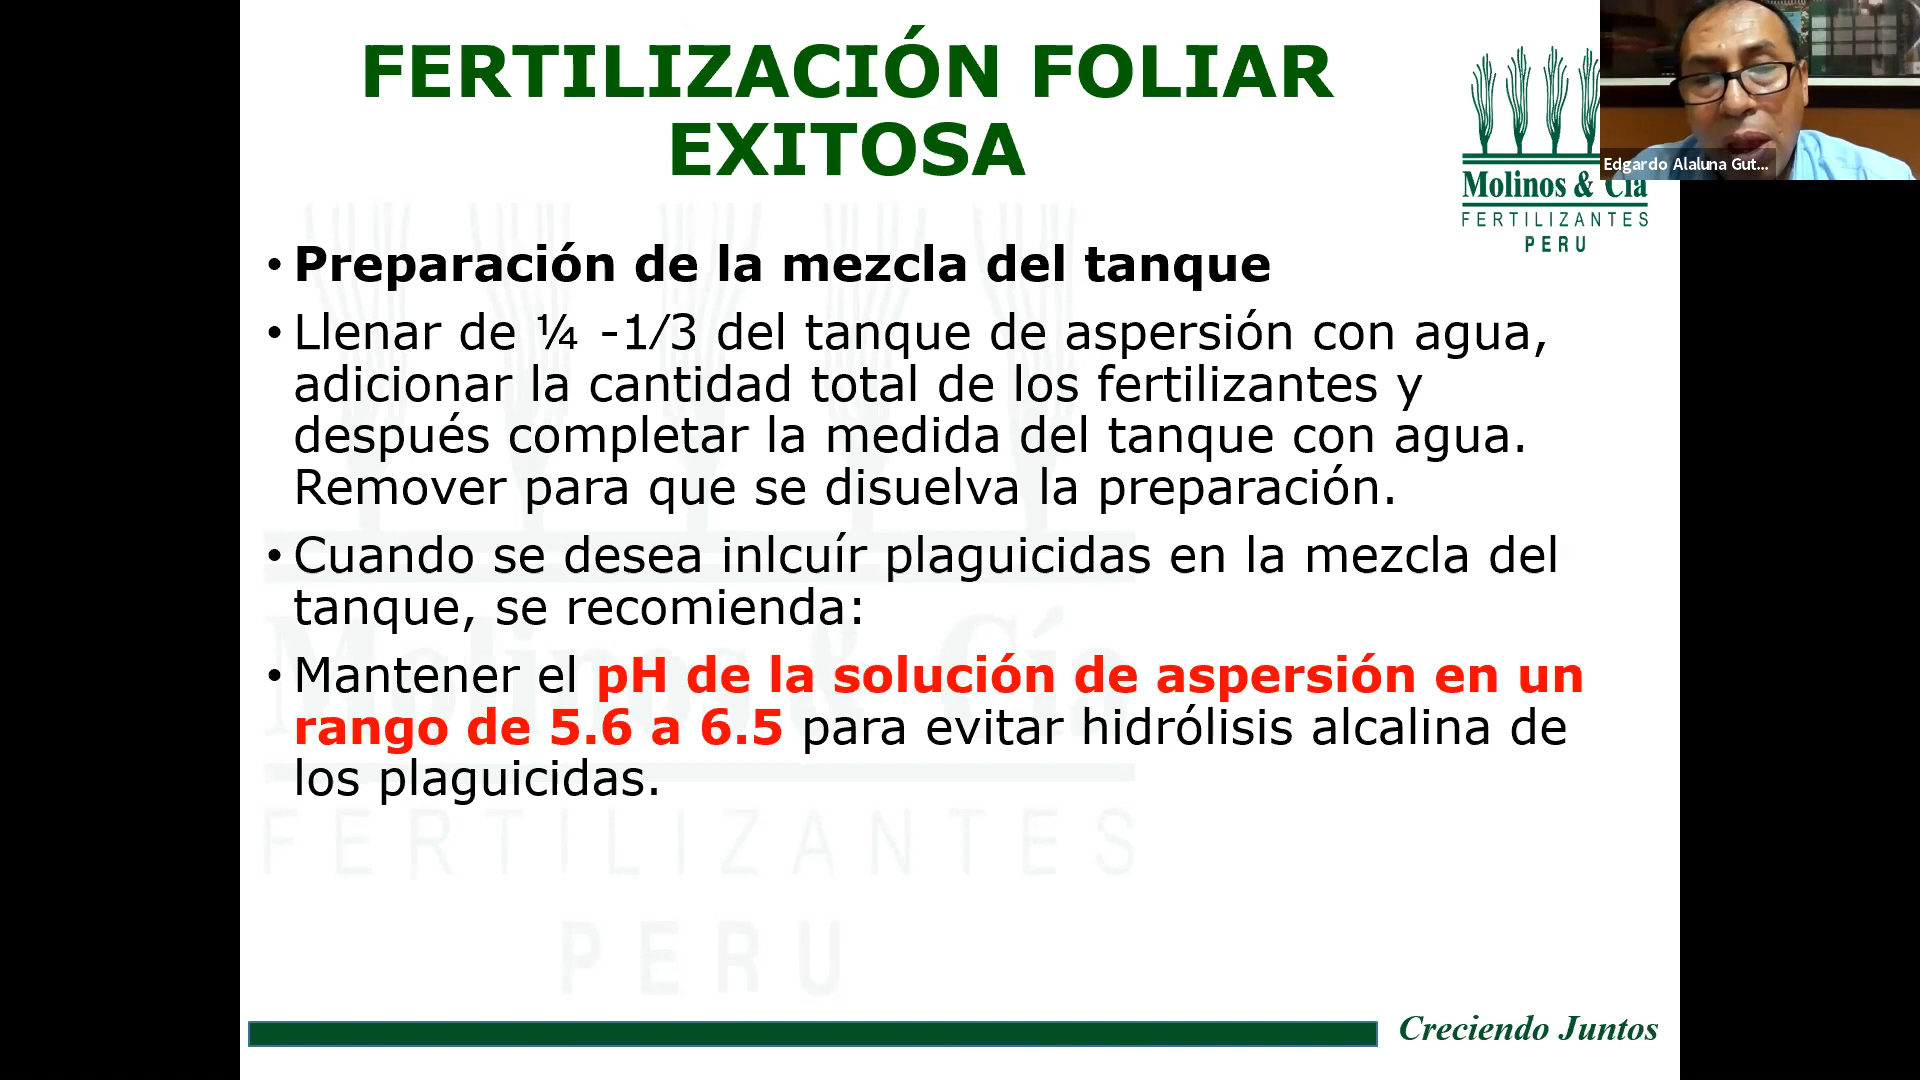 FERTILIZACIÓN FOLIAR
EXITOSA
Molinos & Cía
FERTILIZANTES
PERU
Edgardo Alaluna Gut...
• Preparación de la mezcla del tanque
• Llenar de ¼ -1/3 del tanque de aspersión con agua,
adicionar la cantidad total de los fertilizantes y
después completar la medida del tanque con agua.
Remover para que se disuelva la preparación.
• Cuando se desea inlcuír plaguicidas en la mezcla del
tanque, se recomienda:
• Mantener el pH de la solución de aspersión en un
rango de 5.6 a 6.5 para evitar hidrólisis alcalina de
los plaguicidas.
Molinos & Cía
FERTILIZANTES
PERU
Creciendo Juntos